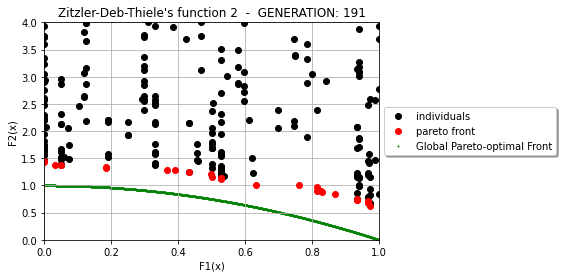 Zitzler-Deb-Thiele's function 2 - GENERATION: 191
4.0
3.5
3.0
2.5
2.0
1.5
1.0
0.5
0.0
F2(x)
0.0 0.2 0.4 0.6 0.8 1.0
F1(x)
individuals
pareto front
Global Pareto-optimal Front